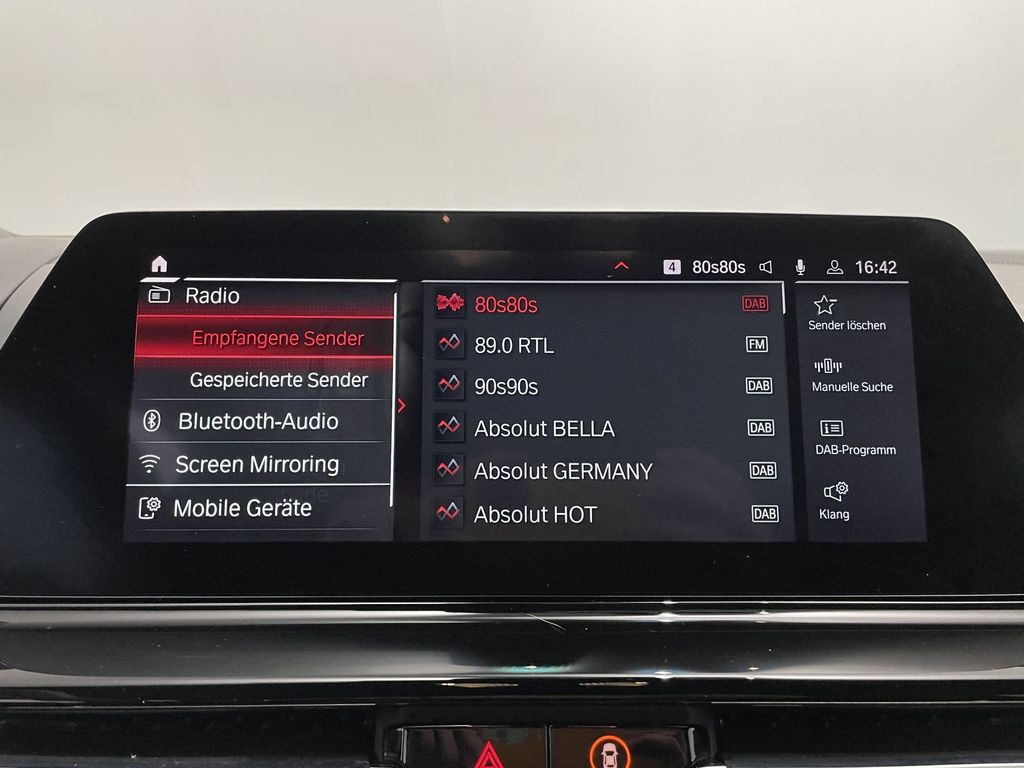 4 80s80s 16:42
Radio
Empfangene Sender
Gespeicherte Sender
Bluetooth-Audio
Screen Mirroring
Mobile Geräte
80s80s DAB
89.0 RTL FM
90s90s DAB
Absolut BELLA DAB
Absolut GERMANY DAB
Absolut HOT DAB
Sender löschen
Manuelle Suche
DAB-Programm
Klang